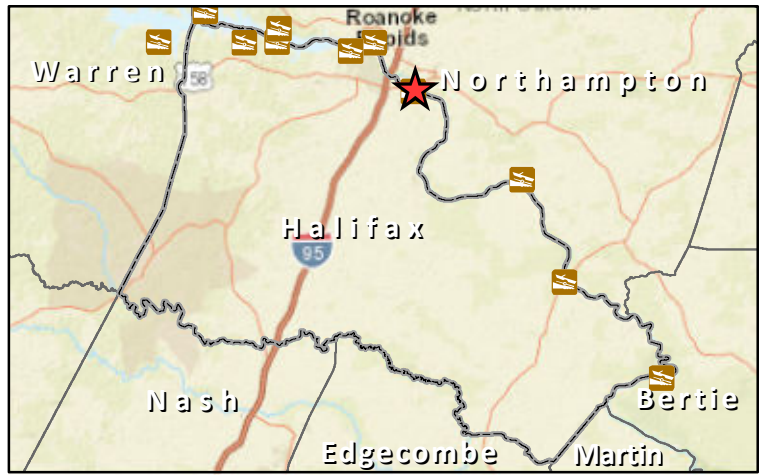 Roanoke
Rapids
Warren
58
Northampton
Halifax
95
Nash
Bertie
Edgecombe
Martin